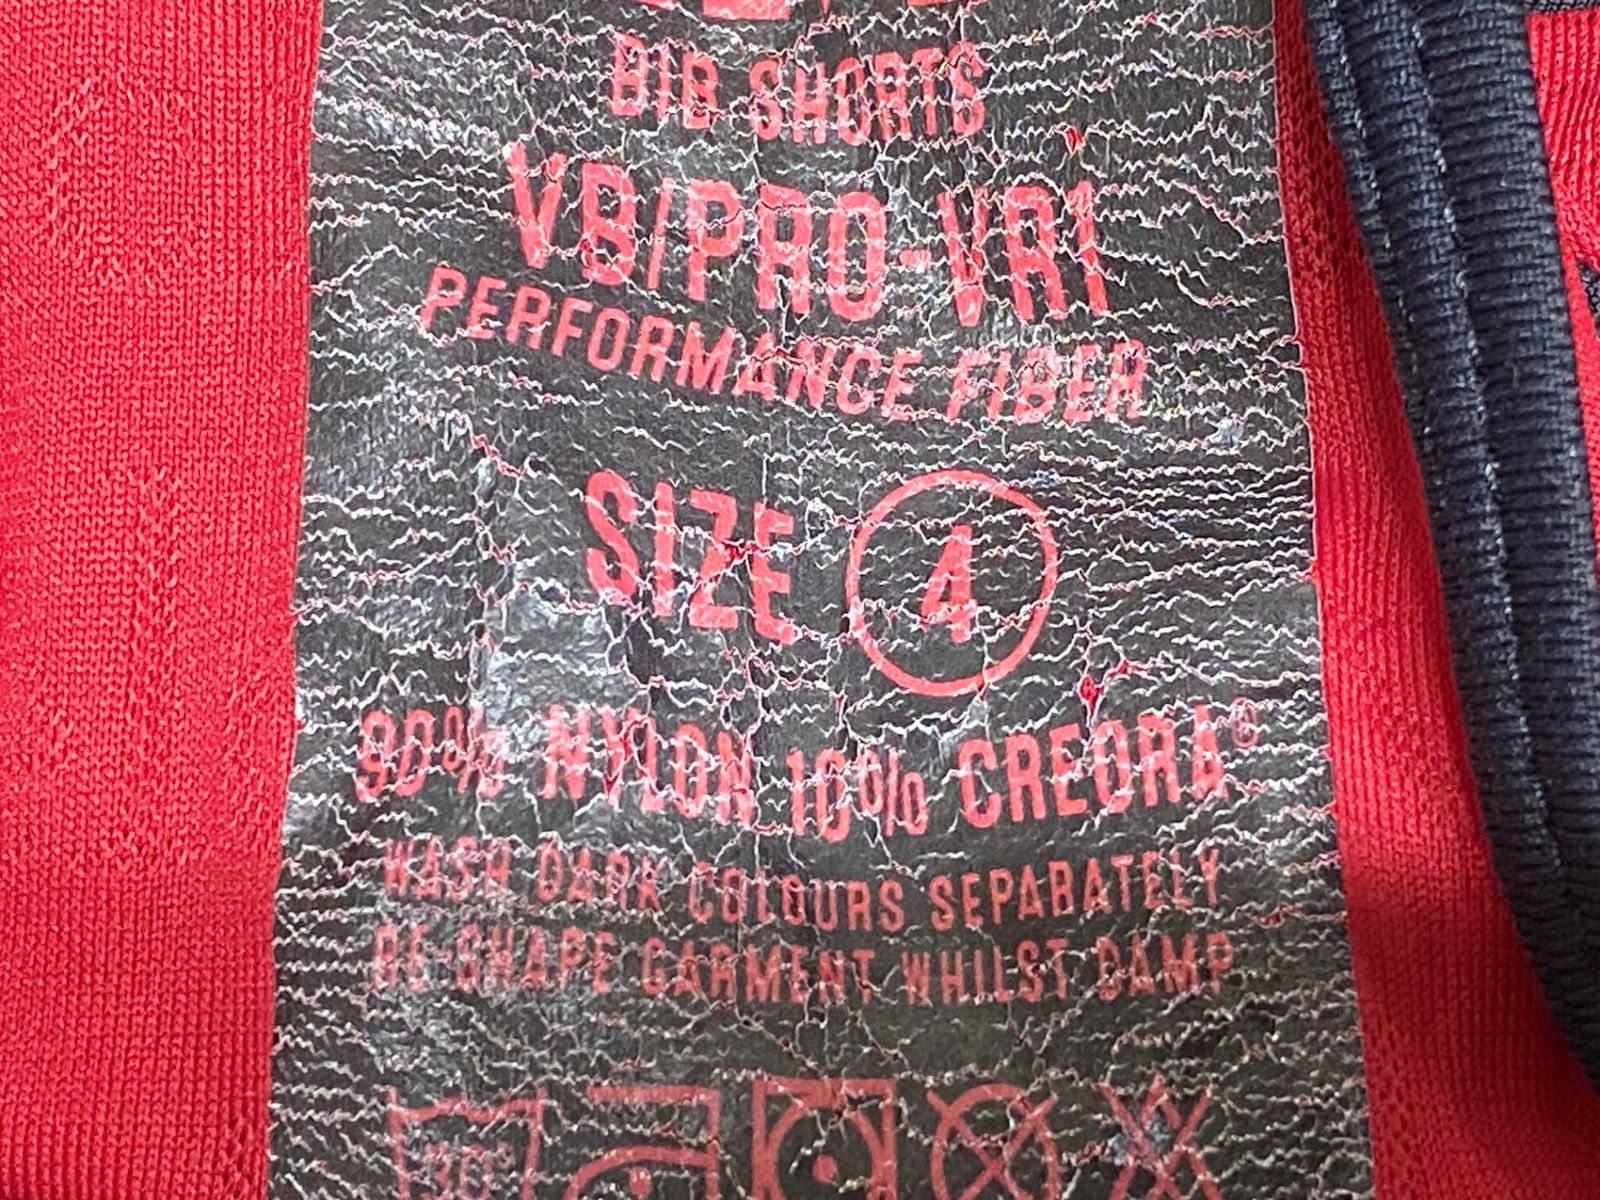 BIB SHORTS
VB/PRO-VR1
PERFORMANCE FIBER
SIZE 4
90% NYLON 10% CREORA®
WASH DARK COLOURS SEPARATELY
RE-SHAPE GARMENT WHILST DAMP
30°